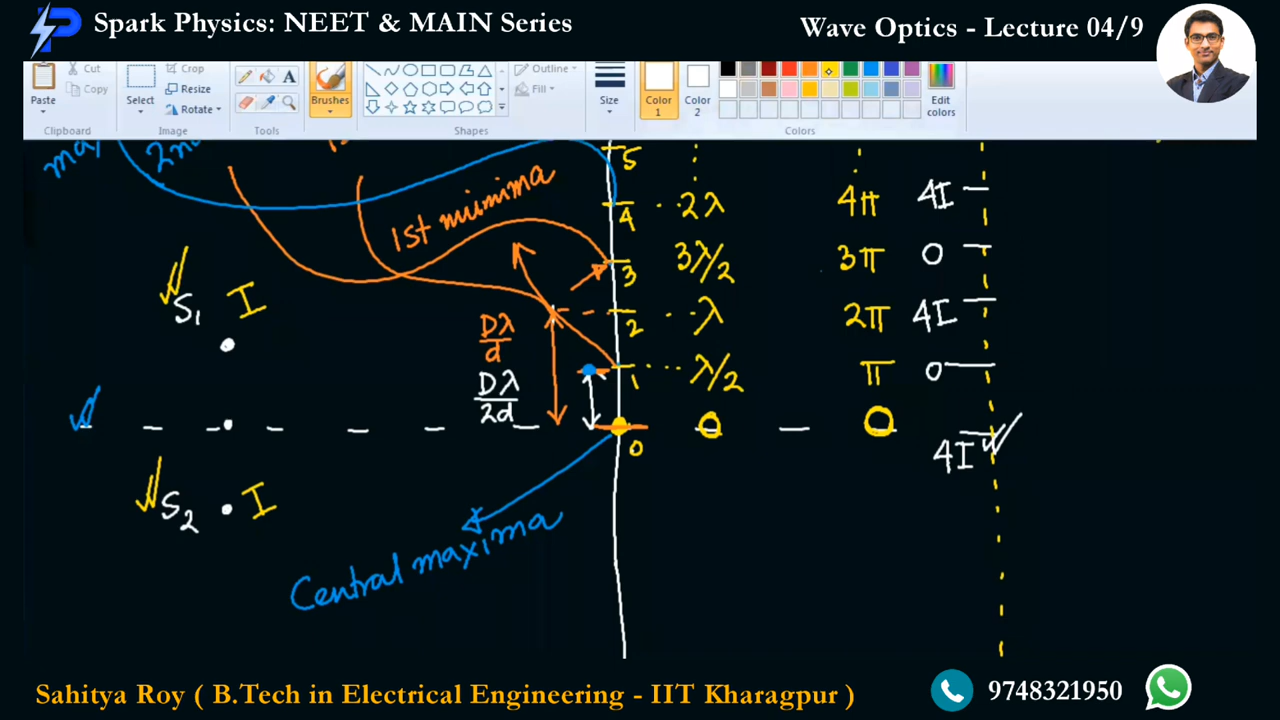 Spark Physics: NEET & MAIN Series
Wave Optics - Lecture 04/9
Paste
Cut
Copy
Clipboard
Select
Crop
Resize
Rotate
Image
A
Tools
Brushes
Shapes
Outline
Fill
Size
Color 1
Color 2
Edit colors
Colors
max
2nd
1st minima
5
4 2λ 4π 4I
3 3λ/2 3π 0
2 λ 2π 4I
1 λ/2 π 0
0 0 0 4I
S₁ I
Dλ/d
Dλ/2d
S₂ I
Central maxima
Sahitya Roy ( B.Tech in Electrical Engineering - IIT Kharagpur )
9748321950